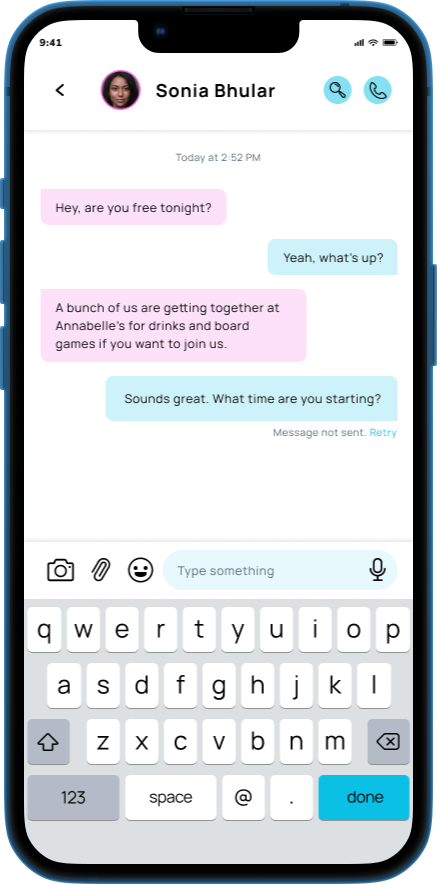 9:41
Sonia Bhular
Today at 2:52 PM
Hey, are you free tonight?
Yeah, what's up?
A bunch of us are getting together at
Annabelle's for drinks and board
games if you want to join us.
Sounds great. What time are you starting?
Message not sent. Retry
Type something
q w e r t y u i o p
a s d f g h j k l
z x c v b n m
123 space @ . done